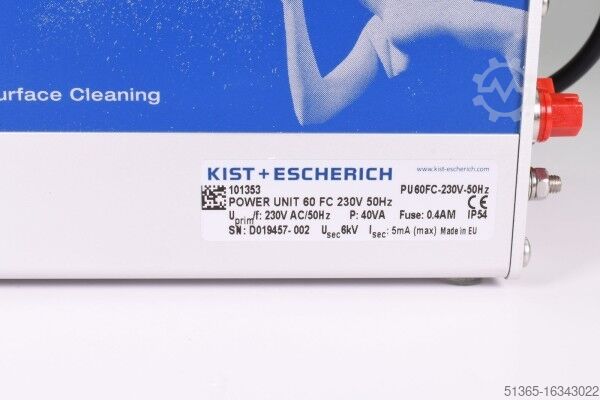 urface Cleaning
KIST+ESCHERICH www.kist-escherich.com
101353 PU60FC-230V-50Hz
POWER UNIT 60 FC 230V 50Hz CE
Uprim/f: 230V AC/50Hz P: 40VA Fuse: 0.4AM IP54
SN: D019457-002 Usec6kV Isec: 5mA (max) Made in EU
51365-16343022